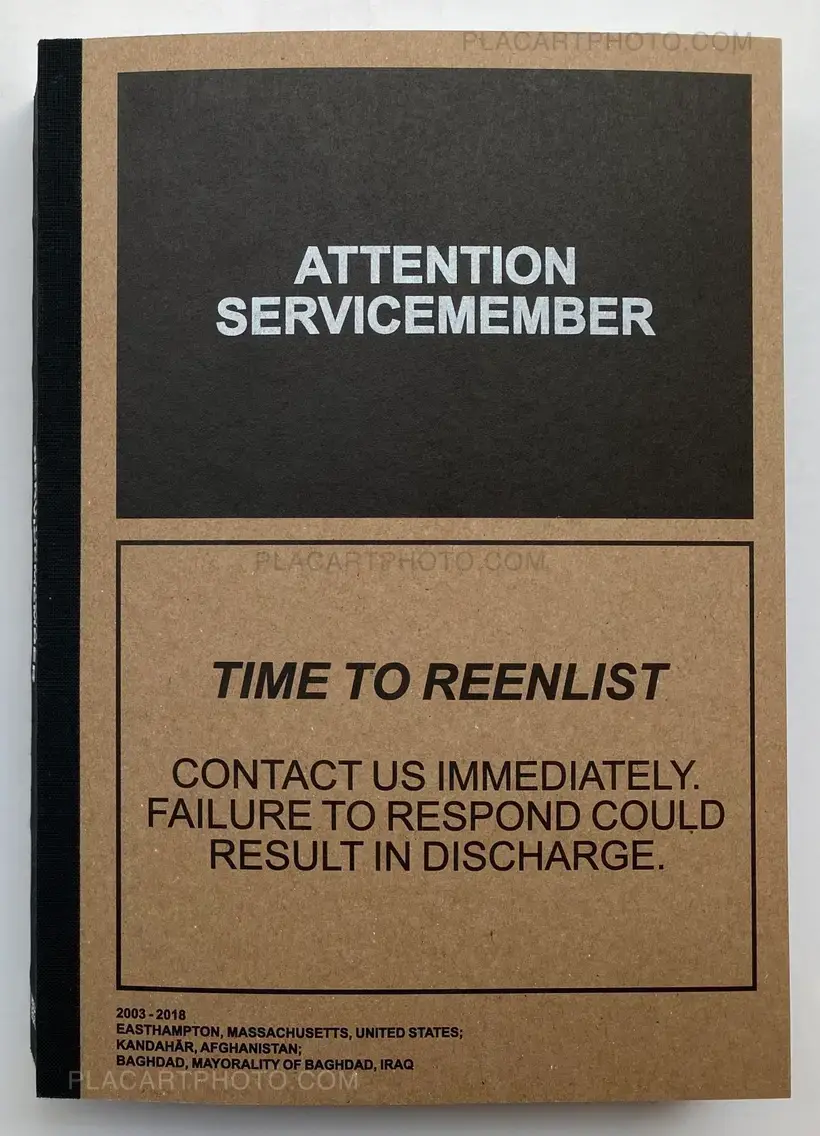 PLACARTPHOTO.COM
ATTENTION
SERVICEMEMBER
PLACARTPHOTO.COM
TIME TO REENLIST
CONTACT US IMMEDIATELY.
FAILURE TO RESPOND COULD
RESULT IN DISCHARGE.
2003 - 2018
EASTHAMPTON, MASSACHUSETTS, UNITED STATES;
KANDAHĀR, AFGHANISTAN;
BAGHDAD, MAYORALITY OF BAGHDAD, IRAQ
PLACARTPHOTO.COM